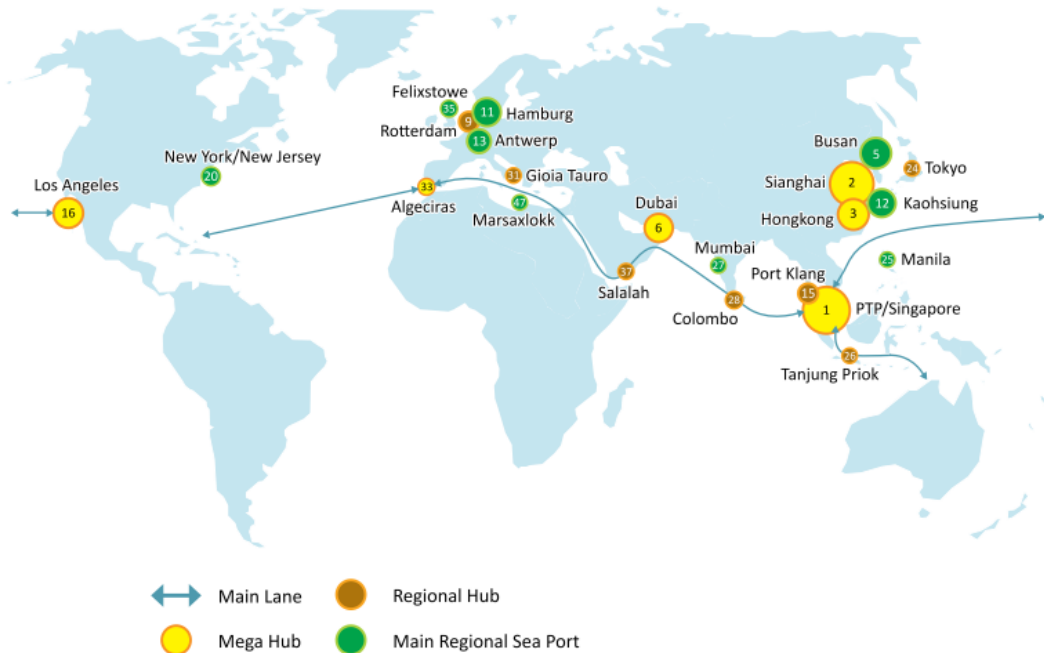 Felixstowe
35
11
Hamburg
9
Rotterdam
13
Antwerp
New York/New Jersey
20
Los Angeles
16
31
Gioia Tauro
33
Algeciras
47
Marsaxlokk
Dubai
6
Busan
5
24
Tokyo
Sianghai
2
Hongkong
3
12
Kaohsiung
Mumbai
27
25
Manila
37
Salalah
Port Klang
15
28
Colombo
1
PTP/Singapore
26
Tanjung Priok
Main Lane
Regional Hub
Mega Hub
Main Regional Sea Port